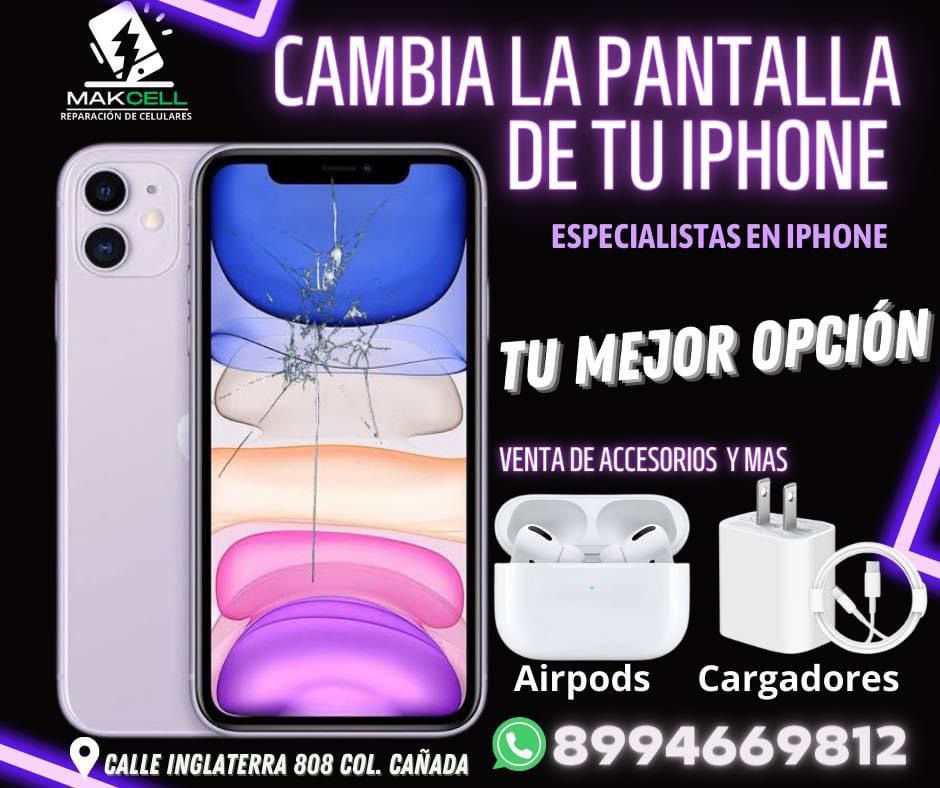 MAKCELL
REPARACIÓN DE CELULARES
CAMBIA LA PANTALLA
DE TU IPHONE
ESPECIALISTAS EN IPHONE
TU MEJOR OPCIÓN
VENTA DE ACCESORIOS Y MAS
Airpods
Cargadores
CALLE INGLATERRA 808 COL. CAÑADA
8994669812